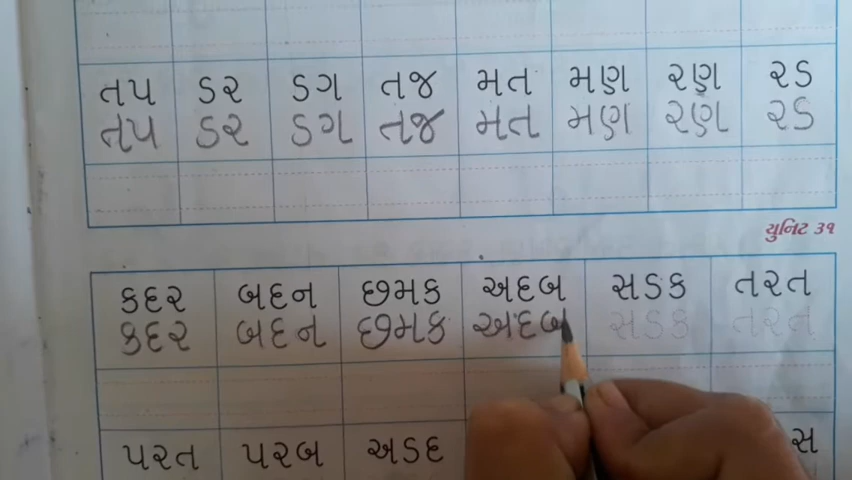 તપ ડર ડગ તજ મત મણ રણ રડ
તપ ડર ડગ તજ મત મણ રણ રડ
યુનિટ ૩૧
કદર બદન છમક અદબ સડક તરત
કદર બદન છમક અદબ સડક તરત
પરત પરબ અડદ સ